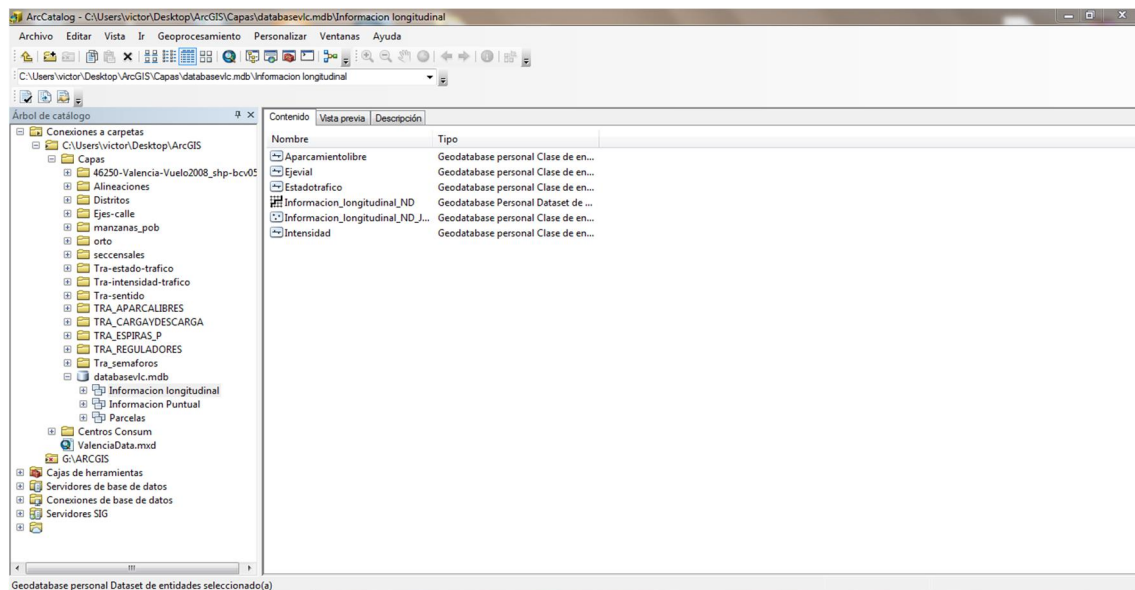 ArcCatalog - C:\Users\victor\Desktop\ArcGIS\Capas\databasevlc.mdb\Informacion longitudinal
Archivo Editar Vista Ir Geoprocesamiento Personalizar Ventanas Ayuda
C:\Users\victor\Desktop\ArcGIS\Capas\databasevlc.mdb\Informacion longitudinal
Árbol de catálogo
Conexiones a carpetas
C:\Users\victor\Desktop\ArcGIS
Capas
46250-Valencia-Vuelo2008_shp-bcv05
Alineaciones
Distritos
Ejes-calle
manzanas_pob
orto
seccensales
Tra-estado-trafico
Tra-intensidad-trafico
Tra-sentido
TRA_APARCALIBRES
TRA_CARGAYDESCARGA
TRA_ESPIRAS_P
TRA_REGULADORES
Tra_semaforos
databasevlc.mdb
Informacion longitudinal
Informacion Puntual
Parcelas
Centros Consum
ValenciaData.mxd
G:\ARCGIS
Cajas de herramientas
Servidores de base de datos
Conexiones de base de datos
Servidores SIG
Contenido Vista previa Descripción
Nombre Tipo
Aparcamientolibre Geodatabase personal Clase de en...
Ejevial Geodatabase personal Clase de en...
Estadotrafico Geodatabase personal Clase de en...
Informacion_longitudinal_ND Geodatabase Personal Dataset de ...
Informacion_longitudinal_ND_J... Geodatabase personal Clase de en...
Intensidad Geodatabase personal Clase de en...
Geodatabase personal Dataset de entidades seleccionado(a)